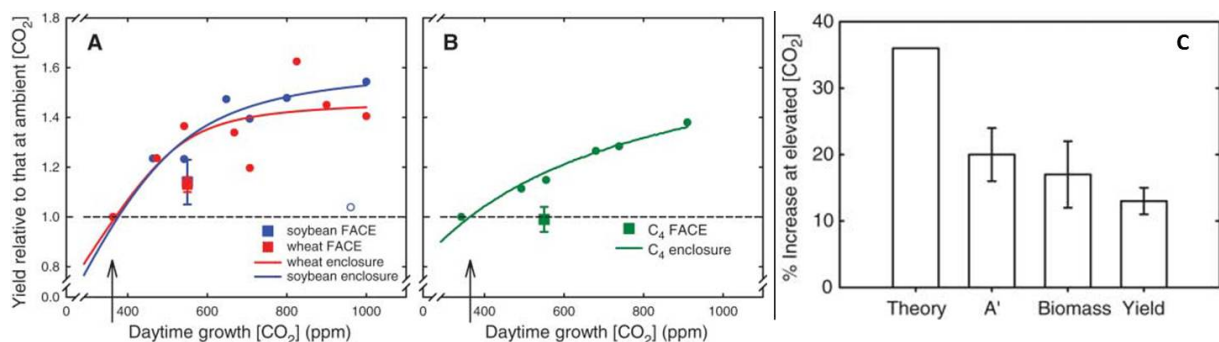 Yield relative to that at ambient [CO₂]
1.8
1.6
1.4
1.2
1.0
0.8
0.0
A
soybean FACE
wheat FACE
wheat enclosure
soybean enclosure
0 400 600 800 1000
Daytime growth [CO₂] (ppm)
B
C₄ FACE
C₄ enclosure
0 400 600 800 1000
Daytime growth [CO₂] (ppm)
% Increase at elevated [CO₂]
40
30
20
10
0
C
Theory A' Biomass Yield